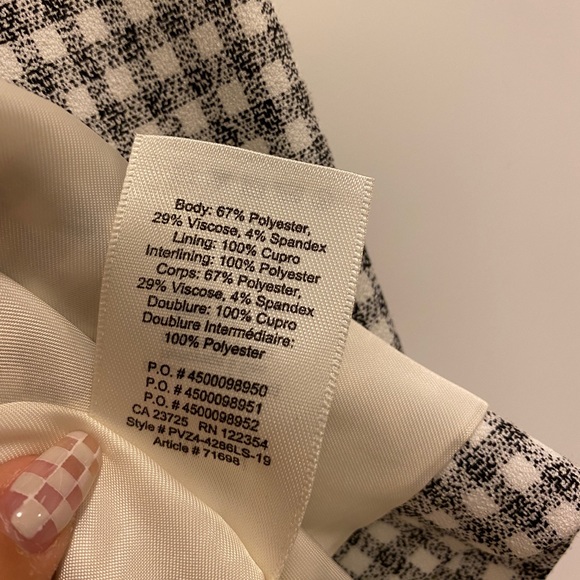 Body: 67% Polyester,
29% Viscose, 4% Spandex
Lining: 100% Cupro
Interlining: 100% Polyester
Corps: 67% Polyester,
29% Viscose, 4% Spandex
Doublure: 100% Cupro
Doublure Intermédiaire:
100% Polyester
P.O. # 4500098950
P.O. # 4500098951
P.O. # 4500098952
CA 23725 RN 122354
Style # PVZ4-4286LS-19
Article # 71698